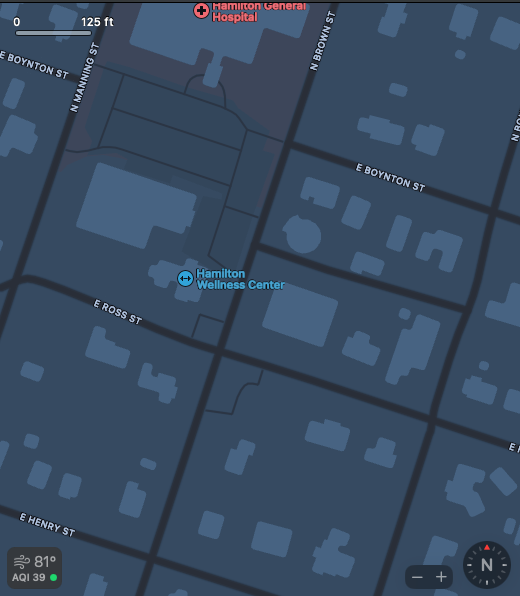 0 125 ft
Hamilton General
Hospital
N BROWN ST
E BOYNTON ST
N MANNING ST
E BOYNTON ST
Hamilton
Wellness Center
E ROSS ST
E HENRY ST
81°
AQI 39
N